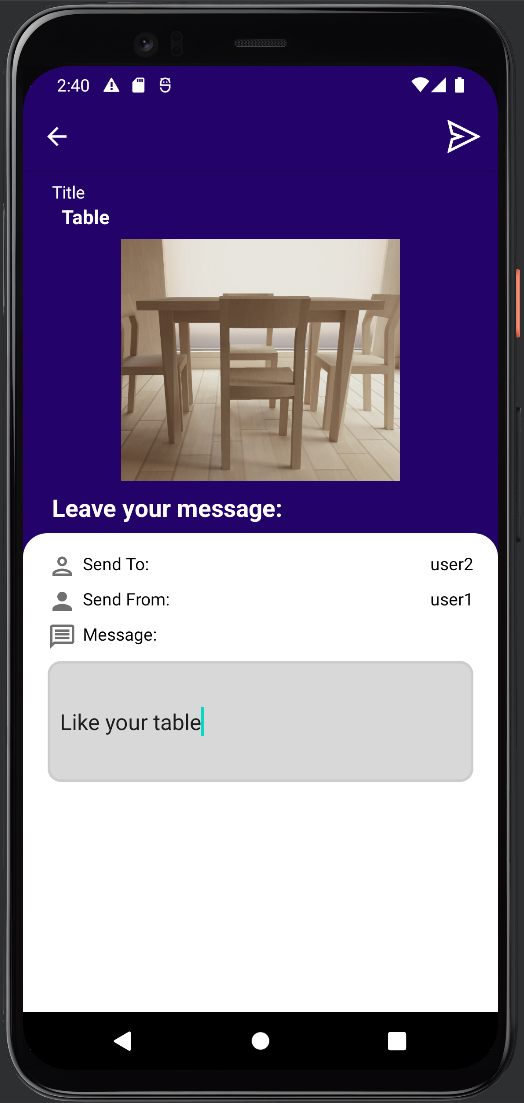 2:40
Title
Table
Leave your message:
Send To: user2
Send From: user1
Message:
Like your table